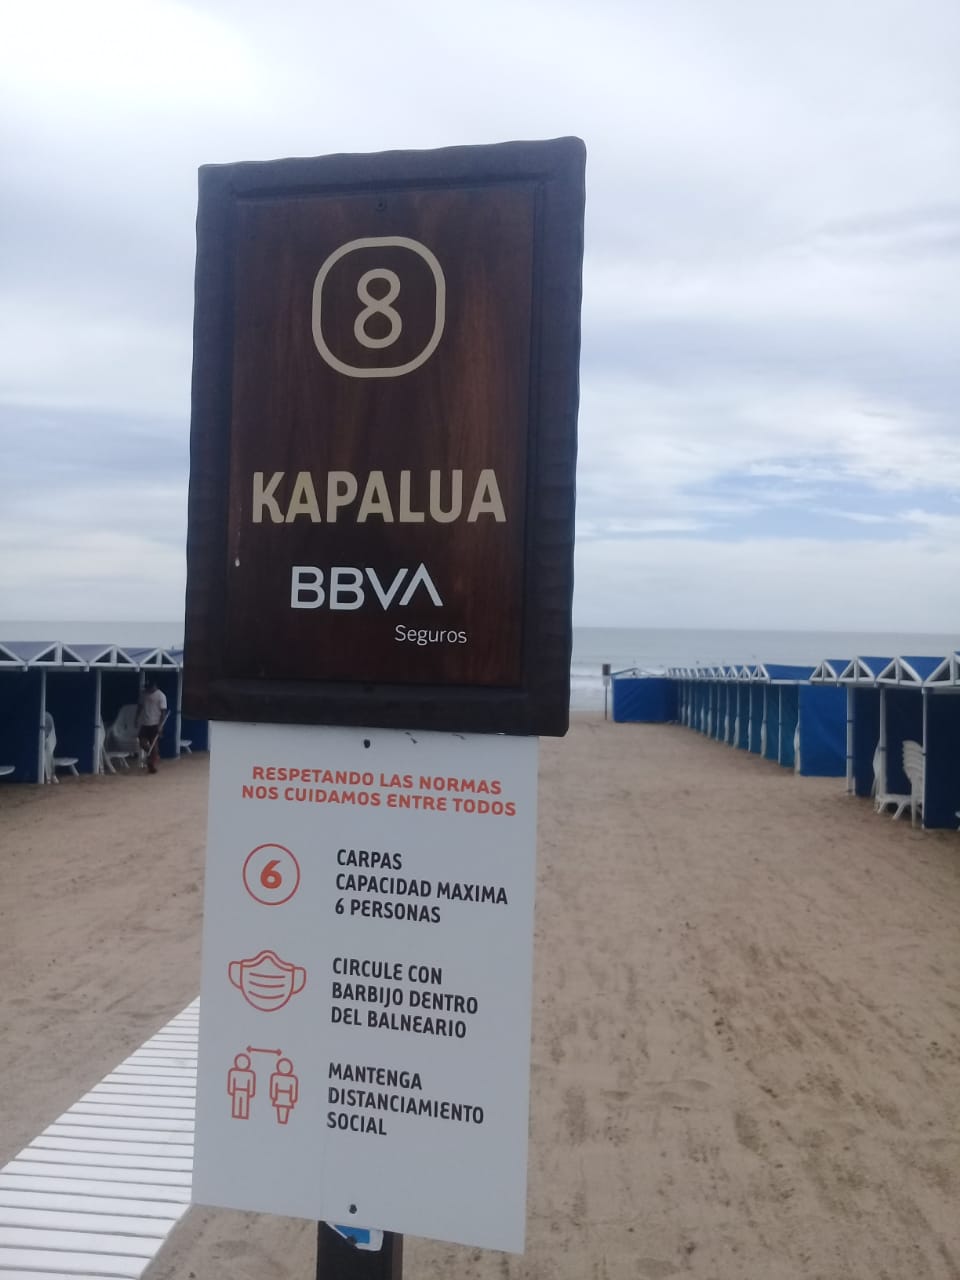 8
KAPALUA
BBVA
Seguros
RESPETANDO LAS NORMAS
NOS CUIDAMOS ENTRE TODOS
6
CARPAS
CAPACIDAD MAXIMA
6 PERSONAS
CIRCULE CON
BARBIJO DENTRO
DEL BALNEARIO
MANTENGA
DISTANCIAMIENTO
SOCIAL